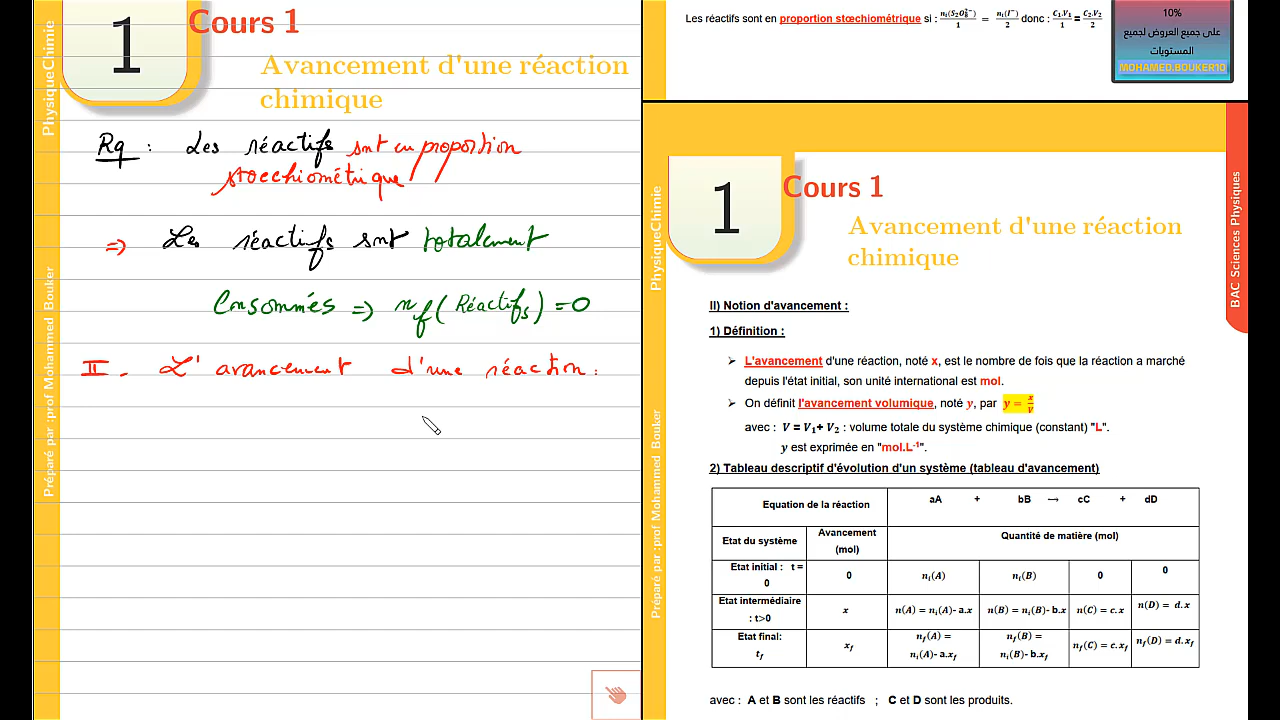 1
Cours 1
Avancement d'une réaction
chimique
PhysiqueChimie
Préparé par :prof Mohammed Bouker
Rq : Les réactifs snt en proportion
stoechiométrique
⇒ Les réactifs snt totalement
Consommés ⇒ nf( Réactifs ) = 0
II . L' avancement d'une réaction :
Les réactifs sont en proportion stœchiométrique si : nᵢ(S₂O₈²⁻)/1 = nᵢ(I⁻)/2 donc : C₁.V₁/1 = C₂.V₂/2
10%
على جميع العروض لجميع
المستويات
MOHAMED.BOUKER10
1
Cours 1
Avancement d'une réaction
chimique
PhysiqueChimie
Préparé par :prof Mohammed Bouker
BAC Sciences Physiques
II) Notion d'avancement :
1) Définition :
➢ L'avancement d'une réaction, noté x, est le nombre de fois que la réaction a marché
depuis l'état initial, son unité international est mol.
➢ On définit l'avancement volumique, noté y, par y = x/V
avec : V = V₁+ V₂ : volume totale du système chimique (constant) "L".
y est exprimée en "mol.L⁻¹".
2) Tableau descriptif d'évolution d'un système (tableau d'avancement)
Equation de la réaction aA + bB → cC + dD
Etat du système Avancement (mol) Quantité de matière (mol)
Etat initial : t = 0 0 nᵢ(A) nᵢ(B) 0 0
Etat intermédiaire : t>0 x n(A) = nᵢ(A)- a.x n(B) = nᵢ(B)- b.x n(C) = c.x n(D) = d.x
Etat final: tf xf nf(A) = nᵢ(A)- a.xf nf(B) = nᵢ(B)- b.xf nf(C) = c.xf nf(D) = d.xf
avec : A et B sont les réactifs ; C et D sont les produits.